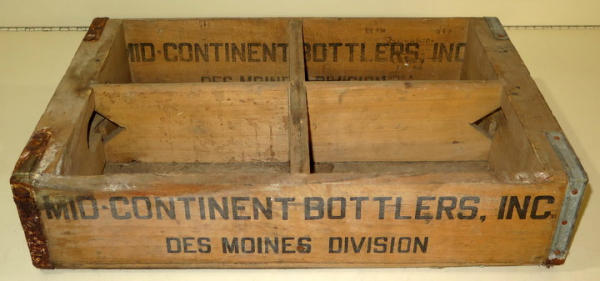 MID-CONTINENT BOTTLERS, INC
DES MOINES DIVISION
MID-CONTINENT BOTTLERS, INC.
DES MOINES DIVISION